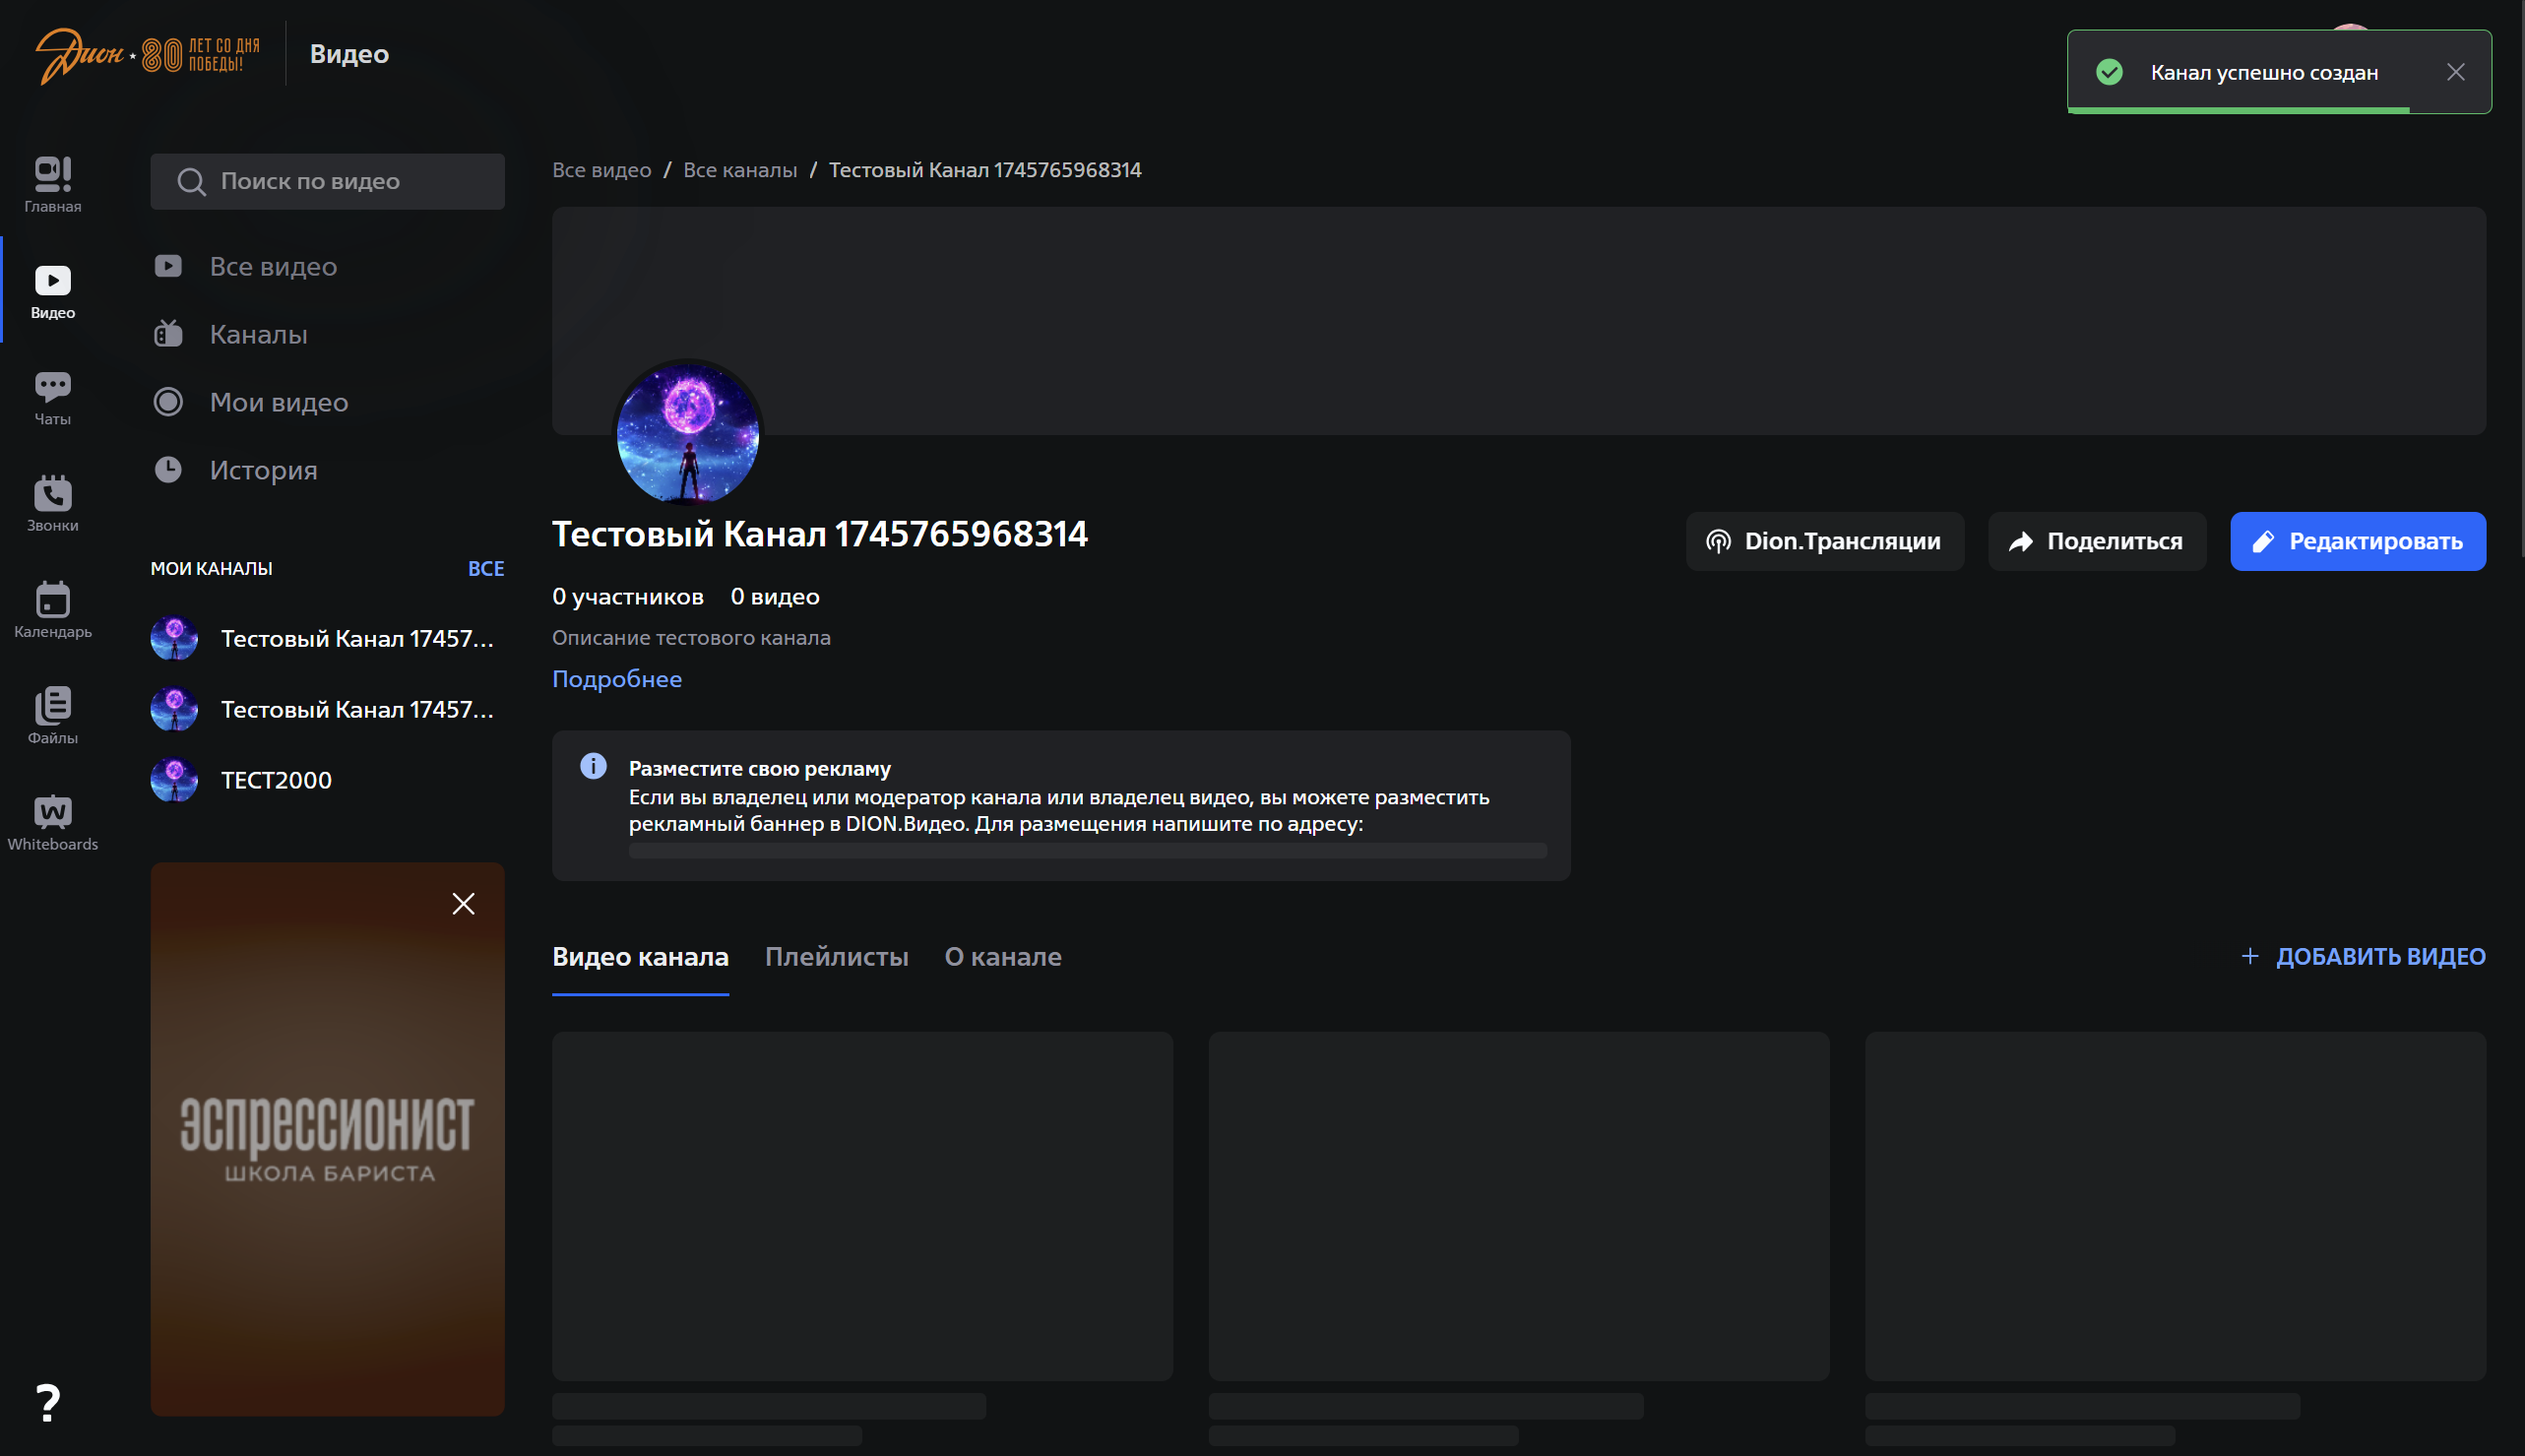 Дион 80 ЛЕТ СО ДНЯ
ПОБЕДЫ!
Видео
Канал успешно создан
Главная
Видео
Чаты
Звонки
Календарь
Файлы
Whiteboards
?
Поиск по видео
Все видео
Каналы
Мои видео
История
МОИ КАНАЛЫ
ВСЕ
Тестовый Канал 17457...
Тестовый Канал 17457...
ТЕСТ2000
эспрессионист
ШКОЛА БАРИСТА
Все видео / Все каналы / Тестовый Канал 1745765968314
Тестовый Канал 1745765968314
Dion.Трансляции
Поделиться
Редактировать
0 участников 0 видео
Описание тестового канала
Подробнее
Разместите свою рекламу
Если вы владелец или модератор канала или владелец видео, вы можете разместить
рекламный баннер в DION.Видео. Для размещения напишите по адресу:
Видео канала
Плейлисты
О канале
+ ДОБАВИТЬ ВИДЕО